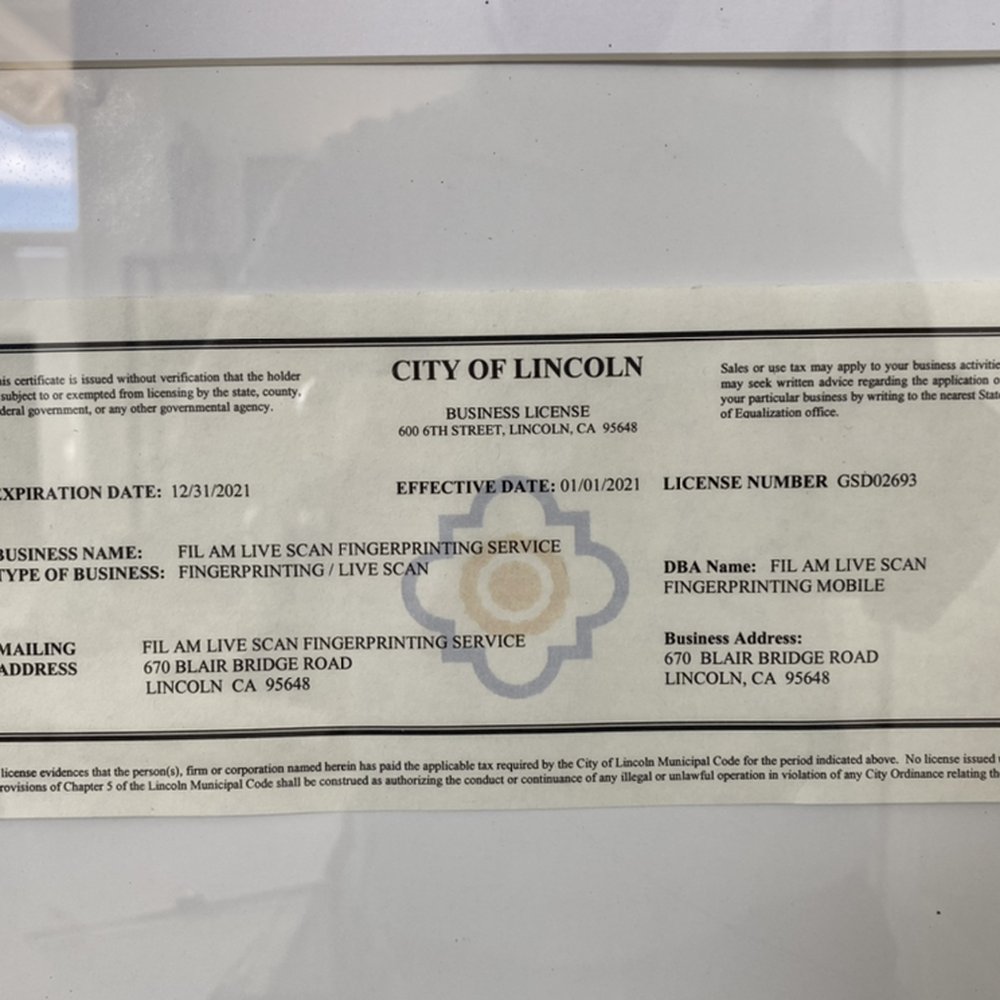 his certificate is issued without verification that the holder
subject to or exempted from licensing by the state, county,
deral government, or any other governmental agency.
CITY OF LINCOLN
BUSINESS LICENSE
600 6TH STREET, LINCOLN, CA 95648
Sales or use tax may apply to your business activitie
may seek written advice regarding the application o
your particular business by writing to the nearest State
of Equalization office.
EXPIRATION DATE: 12/31/2021
EFFECTIVE DATE: 01/01/2021
LICENSE NUMBER GSD02693
BUSINESS NAME: FIL AM LIVE SCAN FINGERPRINTING SERVICE
TYPE OF BUSINESS: FINGERPRINTING / LIVE SCAN
DBA Name: FIL AM LIVE SCAN
FINGERPRINTING MOBILE
MAILING
ADDRESS
FIL AM LIVE SCAN FINGERPRINTING SERVICE
670 BLAIR BRIDGE ROAD
LINCOLN CA 95648
Business Address:
670 BLAIR BRIDGE ROAD
LINCOLN, CA 95648
license evidences that the person(s), firm or corporation named herein has paid the applicable tax required by the City of Lincoln Municipal Code for the period indicated above. No license issued
rovisions of Chapter 5 of the Lincoln Municipal Code shall be construed as authorizing the conduct or continuance of any illegal or unlawful operation in violation of any City Ordinance relating the